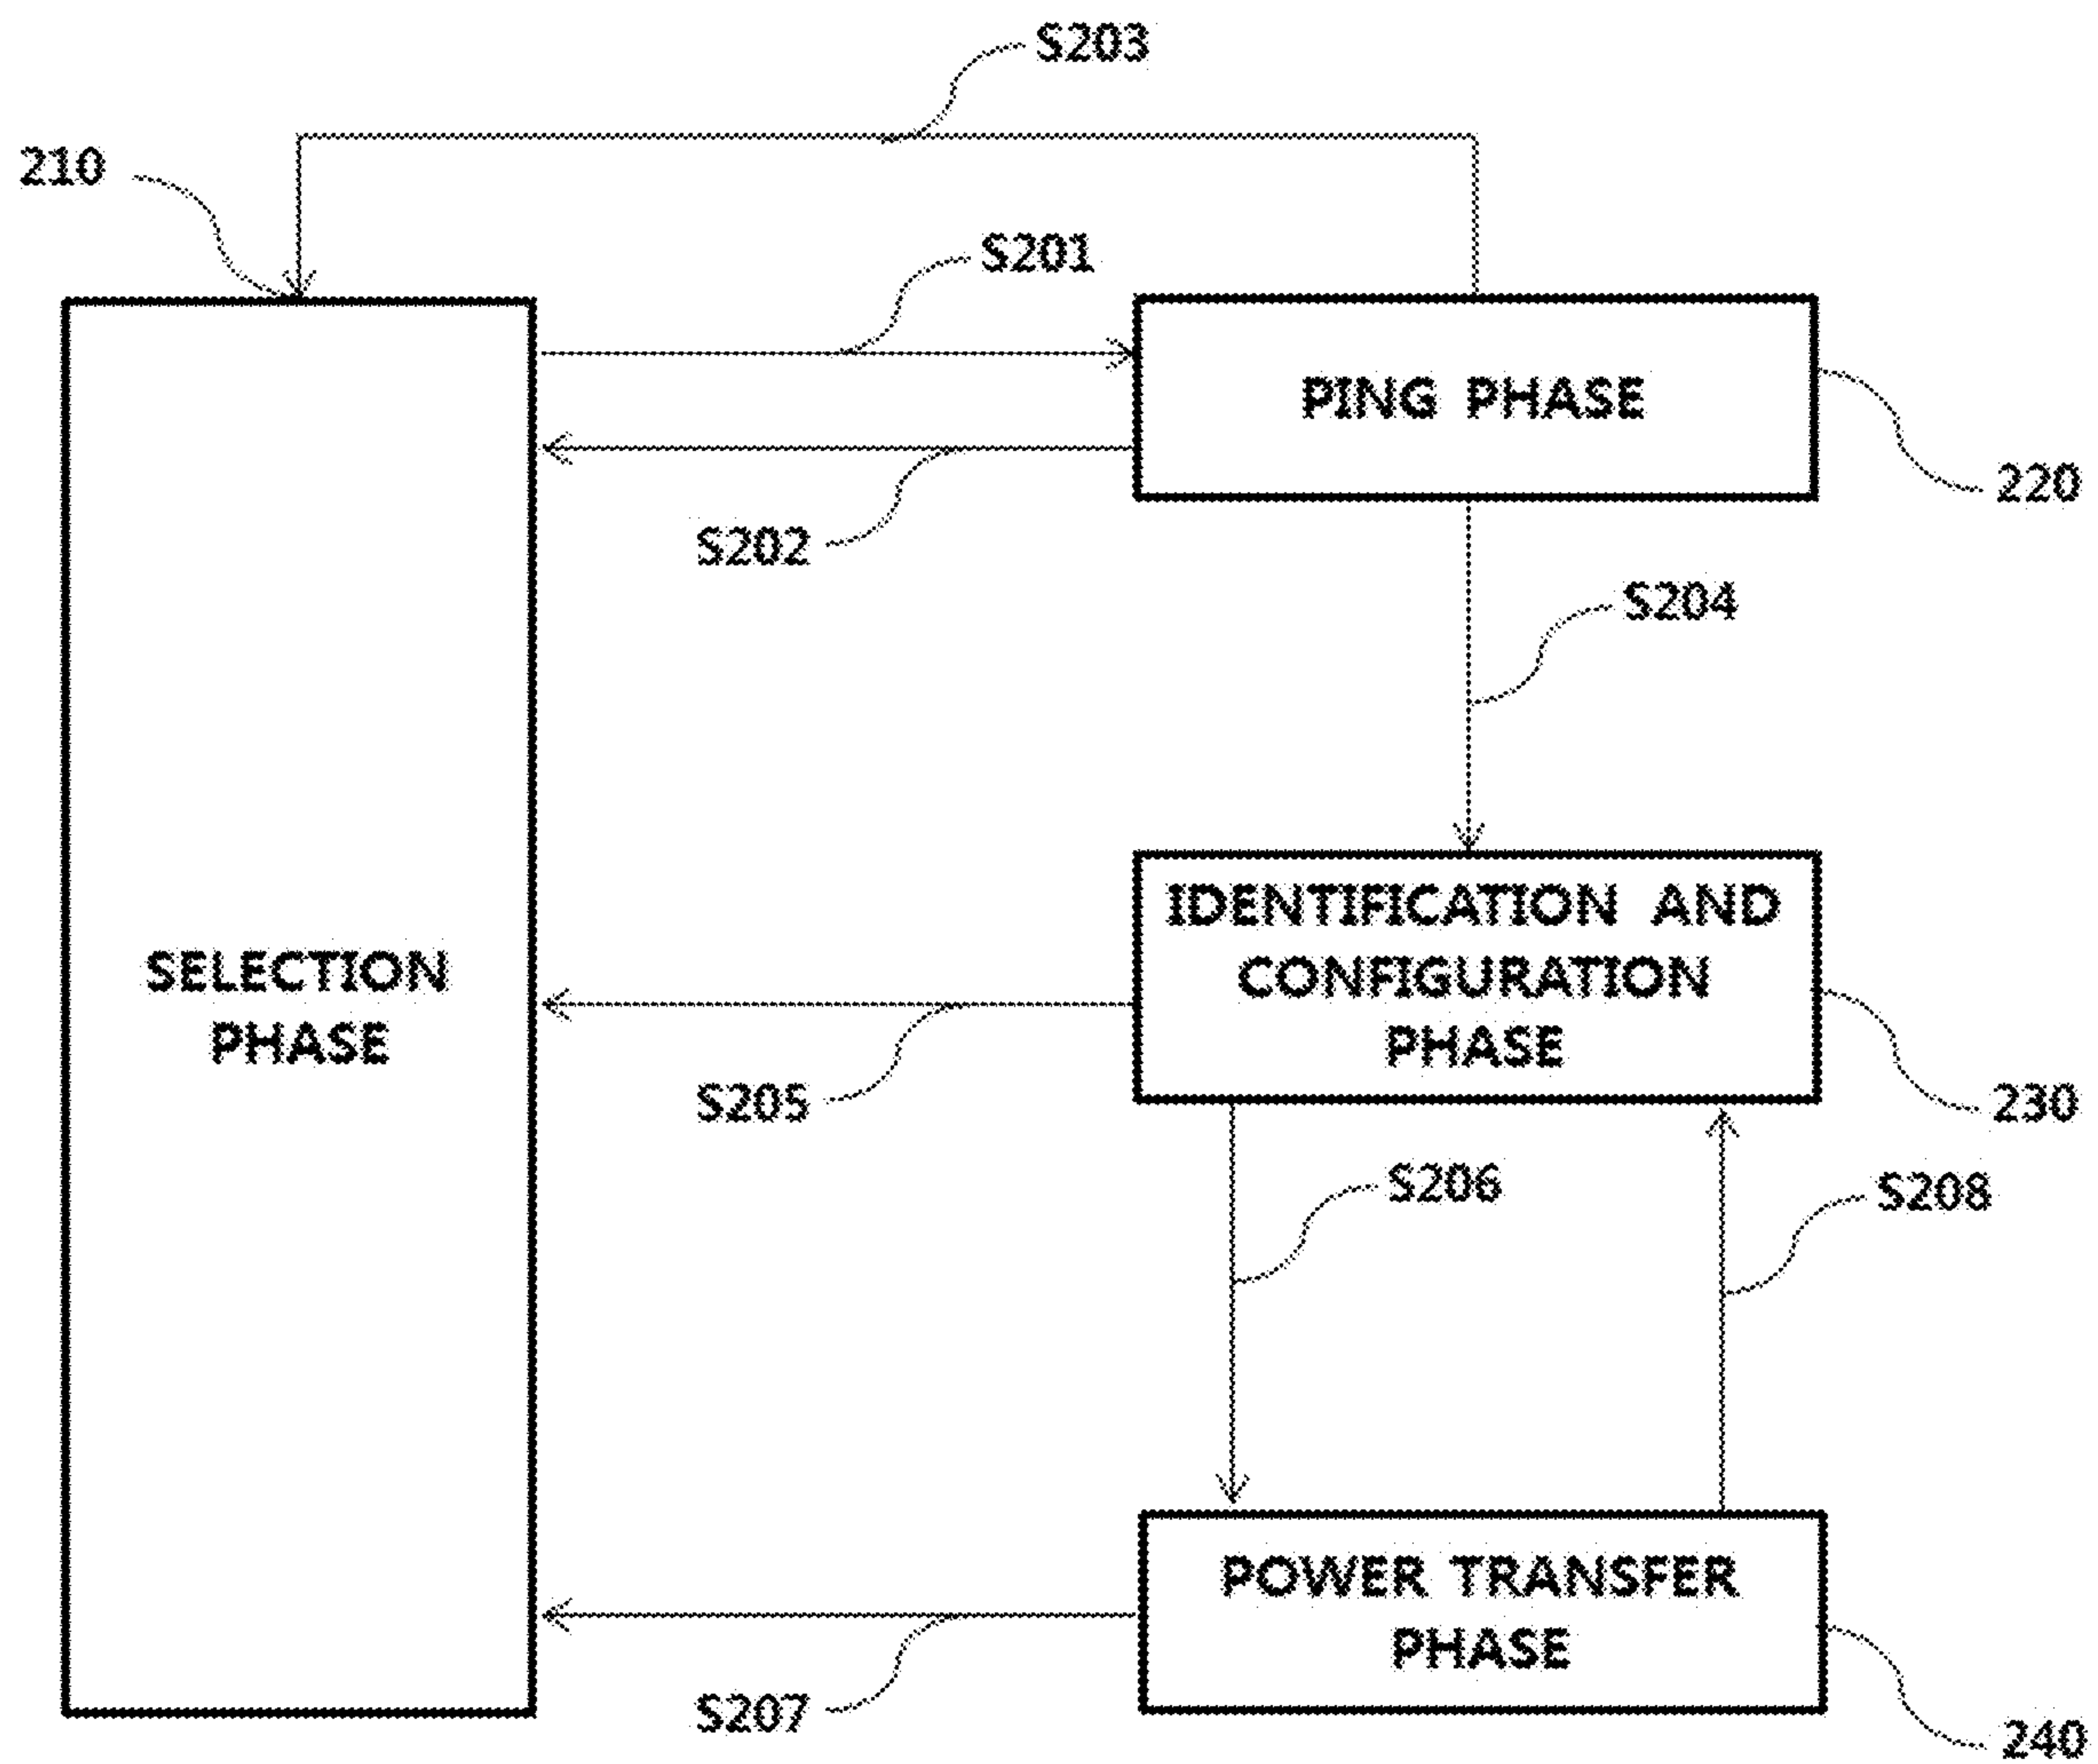 S203
210
S201
PING PHASE
220
S202
S204
SELECTION
PHASE
IDENTIFICATION AND
CONFIGURATION
PHASE
230
S205
S206
S208
POWER TRANSFER
PHASE
S207
240